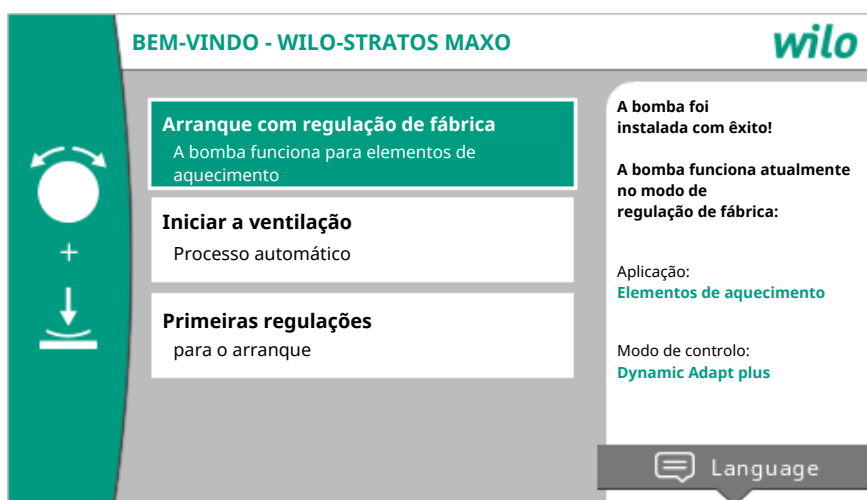 BEM-VINDO - WILO-STRATOS MAXO
wilo
Arranque com regulação de fábrica
A bomba funciona para elementos de
aquecimento
Iniciar a ventilação
Processo automático
Primeiras regulações
para o arranque
+
A bomba foi
instalada com êxito!
A bomba funciona atualmente
no modo de
regulação de fábrica:
Aplicação:
Elementos de aquecimento
Modo de controlo:
Dynamic Adapt plus
Language